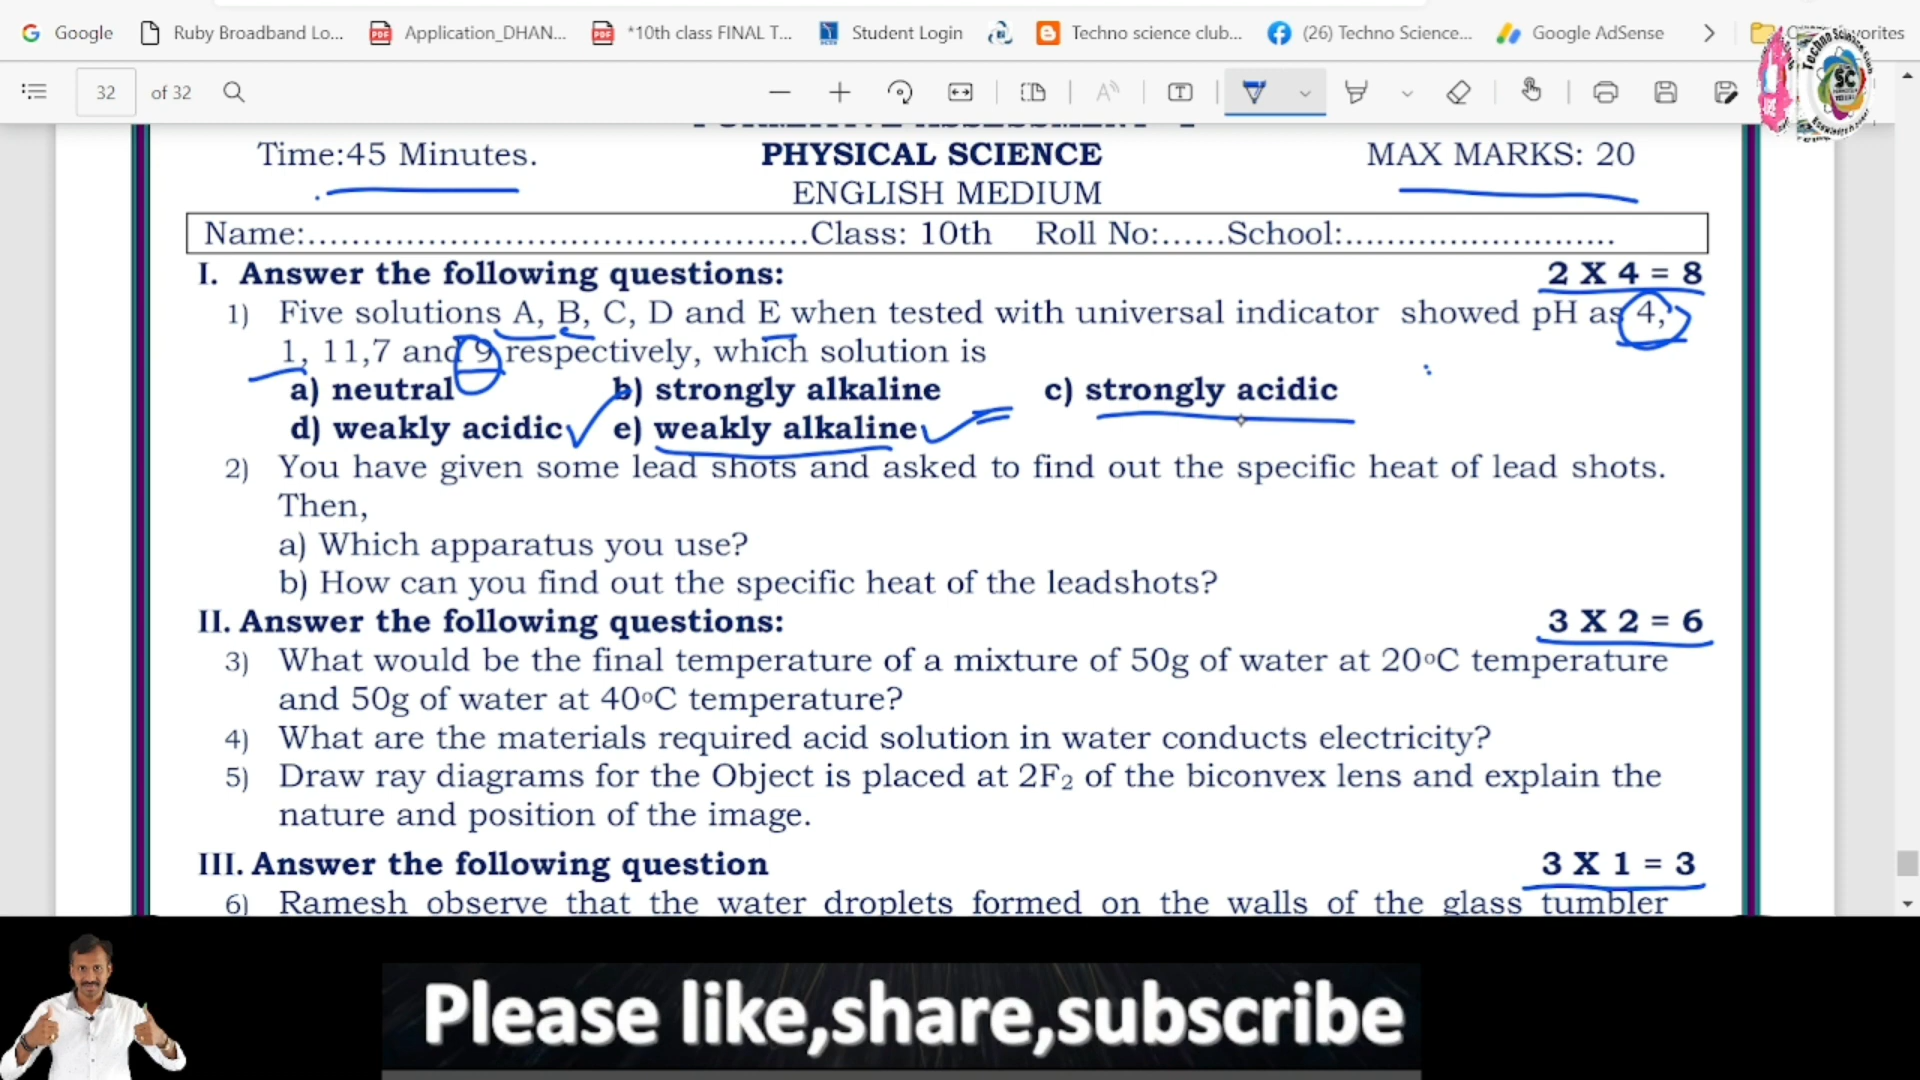 Google Ruby Broadband Lo... Application_DHAN... *10th class FINAL T... Student Login Techno science club... (26) Techno Science... Google AdSense
32 of 32
Time:45 Minutes. PHYSICAL SCIENCE MAX MARKS: 20
ENGLISH MEDIUM
Name:..............................................Class: 10th Roll No:......School:.........................
I. Answer the following questions: 2 X 4 = 8
1) Five solutions A, B, C, D and E when tested with universal indicator showed pH as 4,
1, 11,7 and 9 respectively, which solution is
a) neutral b) strongly alkaline c) strongly acidic
d) weakly acidic e) weakly alkaline
2) You have given some lead shots and asked to find out the specific heat of lead shots.
Then,
a) Which apparatus you use?
b) How can you find out the specific heat of the leadshots?
II. Answer the following questions: 3 X 2 = 6
3) What would be the final temperature of a mixture of 50g of water at 20°C temperature
and 50g of water at 40°C temperature?
4) What are the materials required acid solution in water conducts electricity?
5) Draw ray diagrams for the Object is placed at 2F₂ of the biconvex lens and explain the
nature and position of the image.
III. Answer the following question 3 X 1 = 3
6) Ramesh observe that the water droplets formed on the walls of the glass tumbler
Please like,share,subscribe